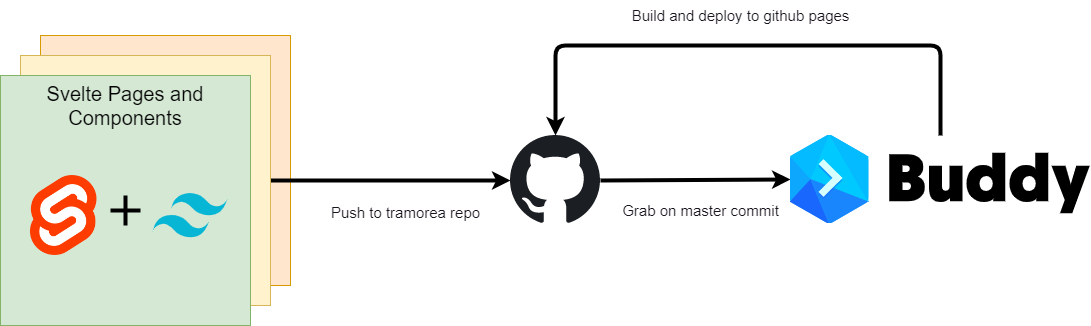 Build and deploy to github pages
Svelte Pages and
Components
Push to tramorea repo
Grab on master commit
Buddy